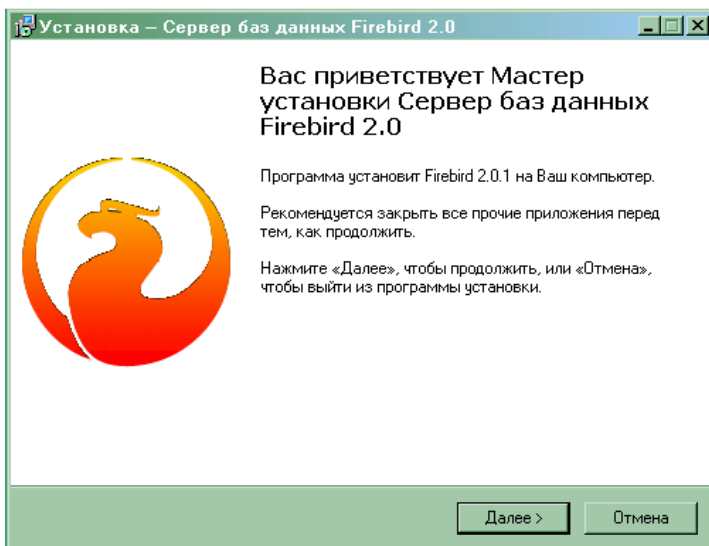 Установка – Сервер баз данных Firebird 2.0
Вас приветствует Мастер
установки Сервер баз данных
Firebird 2.0
Программа установит Firebird 2.0.1 на Ваш компьютер.
Рекомендуется закрыть все прочие приложения перед
тем, как продолжить.
Нажмите «Далее», чтобы продолжить, или «Отмена»,
чтобы выйти из программы установки.
Далее >
Отмена